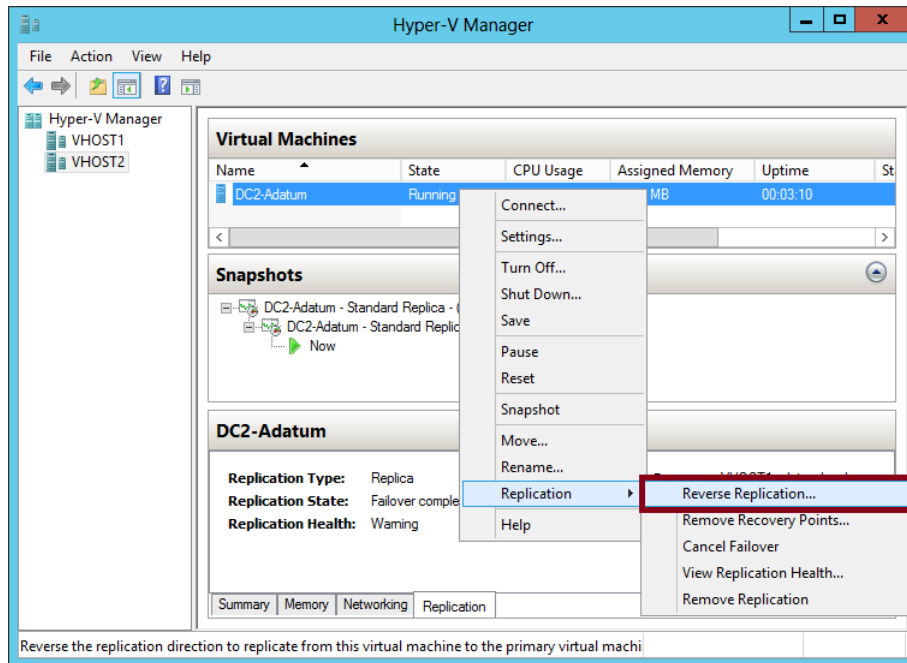 Hyper-V Manager
File Action View Help
Hyper-V Manager
VHOST1
VHOST2
Virtual Machines
Name State CPU Usage Assigned Memory Uptime St
DC2-Adatum Running MB 00:03:10
Snapshots
DC2-Adatum - Standard Replica - (
DC2-Adatum - Standard Replic
Now
Connect...
Settings...
Turn Off...
Shut Down...
Save
Pause
Reset
Snapshot
Move...
Rename...
Replication
Help
Reverse Replication...
Remove Recovery Points...
Cancel Failover
View Replication Health...
Remove Replication
DC2-Adatum
Replication Type: Replica
Replication State: Failover comple
Replication Health: Warning
Summary Memory Networking Replication
Reverse the replication direction to replicate from this virtual machine to the primary virtual machi